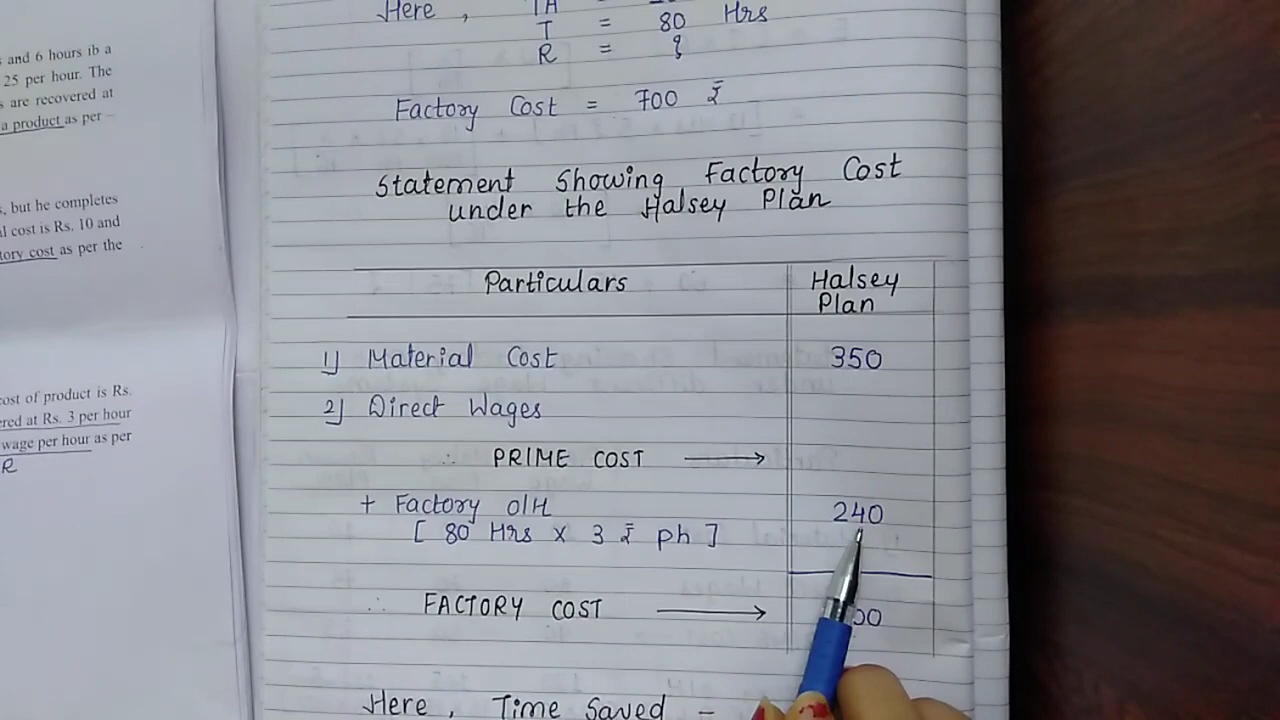 and 6 hours ib a
25 per hour. The
are recovered at
a product as per –
, but he completes
l cost is Rs. 10 and
tory cost as per the
cost of product is Rs.
ered at Rs. 3 per hour
wage per hour as per
R
Here ,
T = 80 Hrs
R = ?
Factory Cost = 700 ₹
Statement Showing Factory Cost
under the Halsey Plan
Particulars Halsey
Plan
1) Material Cost 350
2) Direct Wages
∴ PRIME COST →
+ Factory O/H 240
[ 80 Hrs x 3 ₹ ph ]
∴ FACTORY COST → 00
Here , Time Saved –